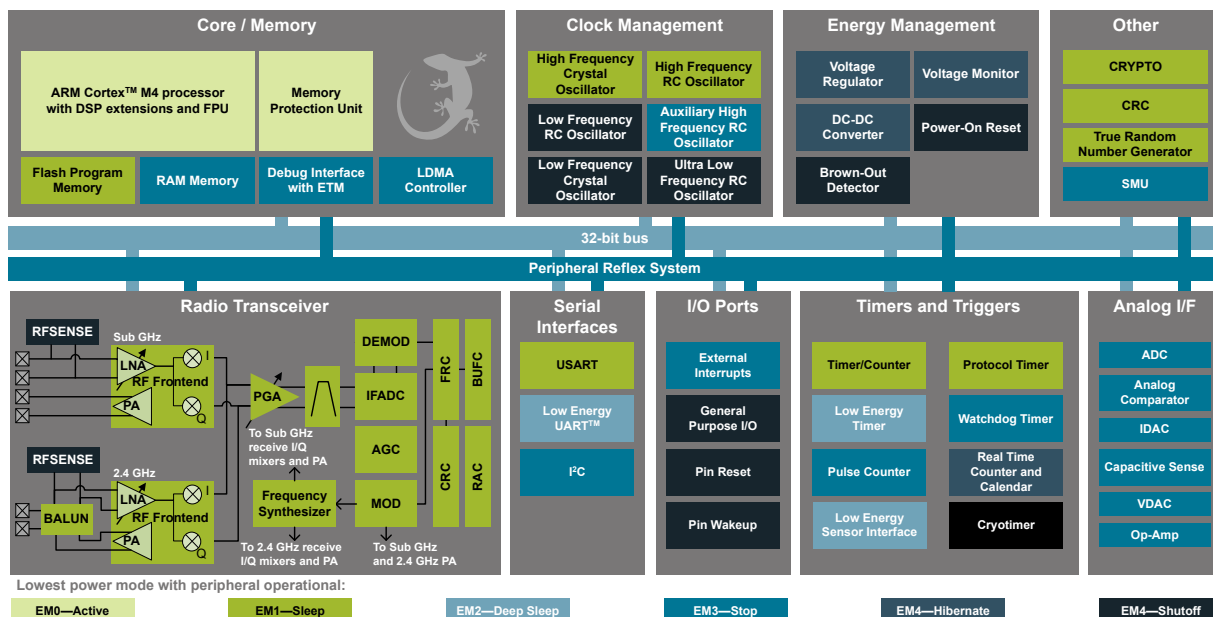 Core / Memory
ARM Cortex™ M4 processor
with DSP extensions and FPU
Memory
Protection Unit
Flash Program
Memory
RAM Memory
Debug Interface
with ETM
LDMA
Controller
Clock Management
High Frequency
Crystal
Oscillator
High Frequency
RC Oscillator
Low Frequency
RC Oscillator
Auxiliary High
Frequency RC
Oscillator
Low Frequency
Crystal
Oscillator
Ultra Low
Frequency RC
Oscillator
Energy Management
Voltage
Regulator
Voltage Monitor
DC-DC
Converter
Power-On Reset
Brown-Out
Detector
Other
CRYPTO
CRC
True Random
Number Generator
SMU
32-bit bus
Peripheral Reflex System
Radio Transceiver
RFSENSE
Sub GHz
LNA
RF Frontend
PA
I
Q
RFSENSE
2.4 GHz
LNA
RF Frontend
PA
I
Q
BALUN
PGA
To Sub GHz
receive I/Q
mixers and PA
Frequency
Synthesizer
To 2.4 GHz receive
I/Q mixers and PA
DEMOD
IFADC
AGC
MOD
To Sub GHz
and 2.4 GHz PA
FRC
BUFC
CRC
RAC
Serial
Interfaces
USART
Low Energy
UART™
I²C
I/O Ports
External
Interrupts
General
Purpose I/O
Pin Reset
Pin Wakeup
Timers and Triggers
Timer/Counter
Protocol Timer
Low Energy
Timer
Watchdog Timer
Pulse Counter
Real Time
Counter and
Calendar
Low Energy
Sensor Interface
Cryotimer
Analog I/F
ADC
Analog
Comparator
IDAC
Capacitive Sense
VDAC
Op-Amp
Lowest power mode with peripheral operational:
EM0—Active
EM1—Sleep
EM2—Deep Sleep
EM3—Stop
EM4—Hibernate
EM4—Shutoff